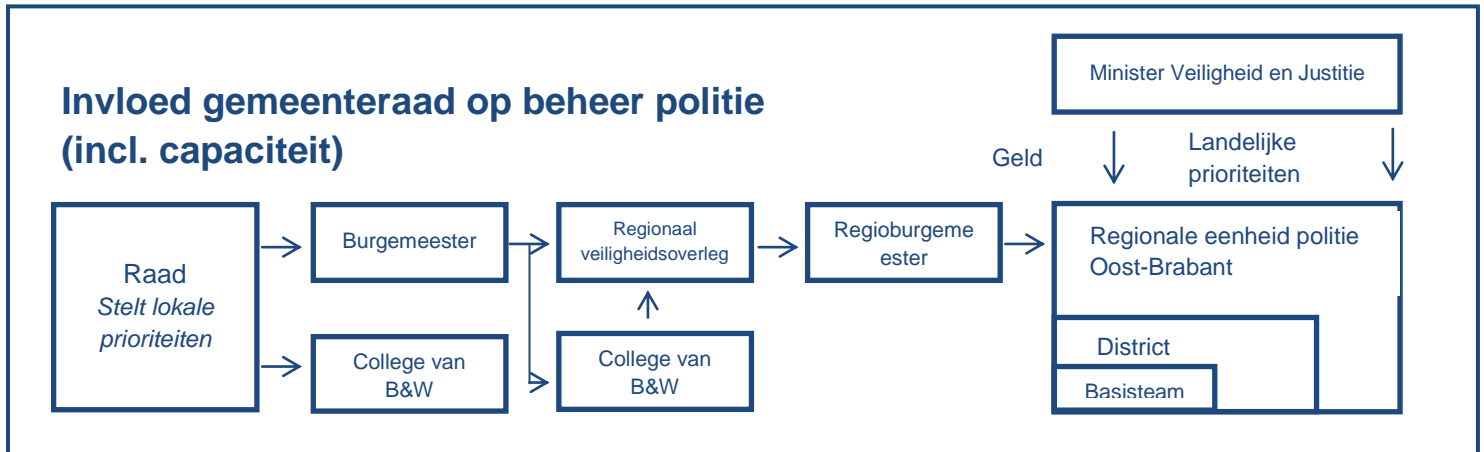 Invloed gemeenteraad op beheer politie
(incl. capaciteit)
Minister Veiligheid en Justitie
Geld
Landelijke
prioriteiten
Raad
Stelt lokale
prioriteiten
Burgemeester
College van
B&W
Regionaal
veiligheidsoverleg
College van
B&W
Regioburgeme
ester
Regionale eenheid politie
Oost-Brabant
District
Basisteam